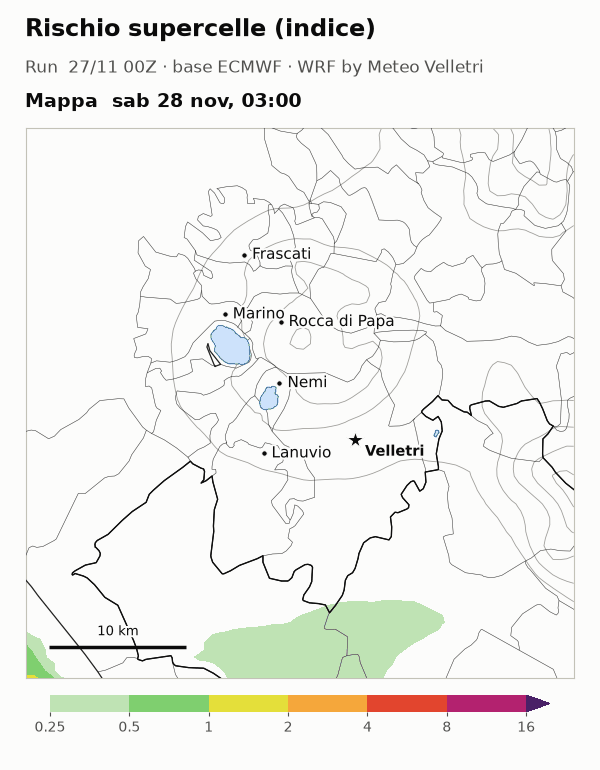 Rischio supercelle (indice)
Run 27/11 00Z · base ECMWF · WRF by Meteo Velletri
Mappa sab 28 nov, 03:00
Frascati
Marino
Rocca di Papa
Nemi
Velletri
Lanuvio
10 km
0.25 0.5 1 2 4 8 16